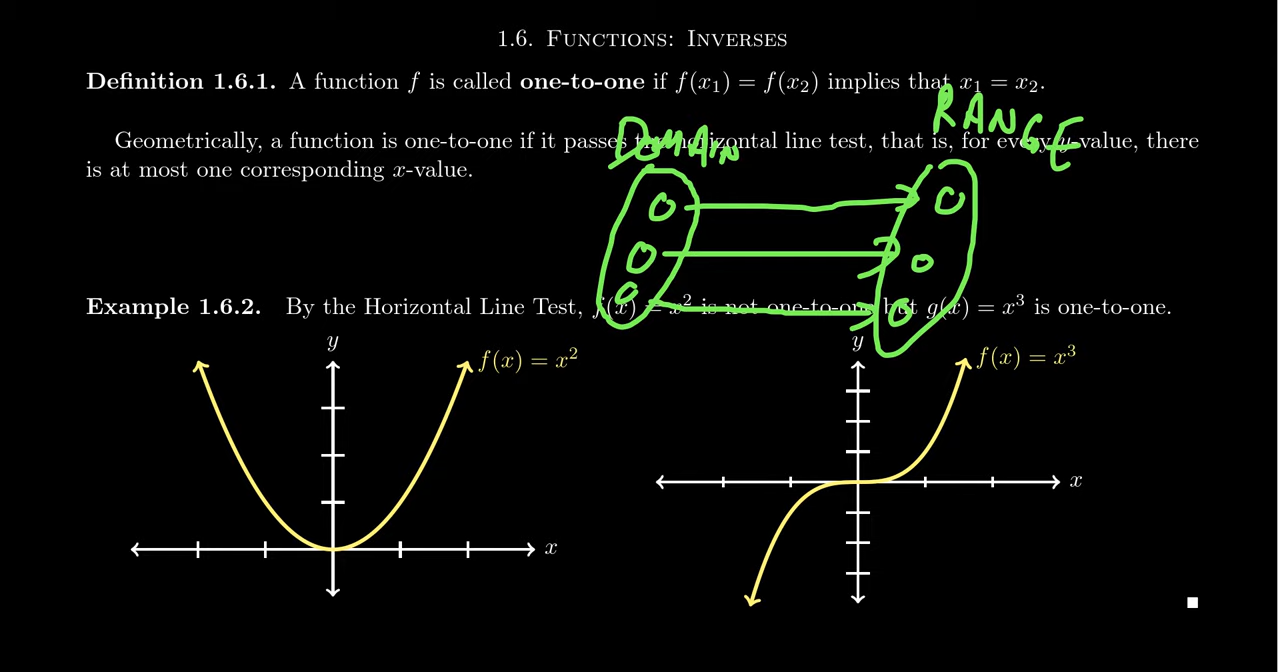 1.6. Functions: Inverses
Definition 1.6.1. A function f is called one-to-one if f(x₁) = f(x₂) implies that x₁ = x₂.
DOMAIN
RANGE
Geometrically, a function is one-to-one if it passes the horizontal line test, that is, for every y-value, there
is at most one corresponding x-value.
Example 1.6.2. By the Horizontal Line Test, f(x) = x² is not one-to-one but g(x) = x³ is one-to-one.
y
f(x) = x²
x
y
f(x) = x³
x